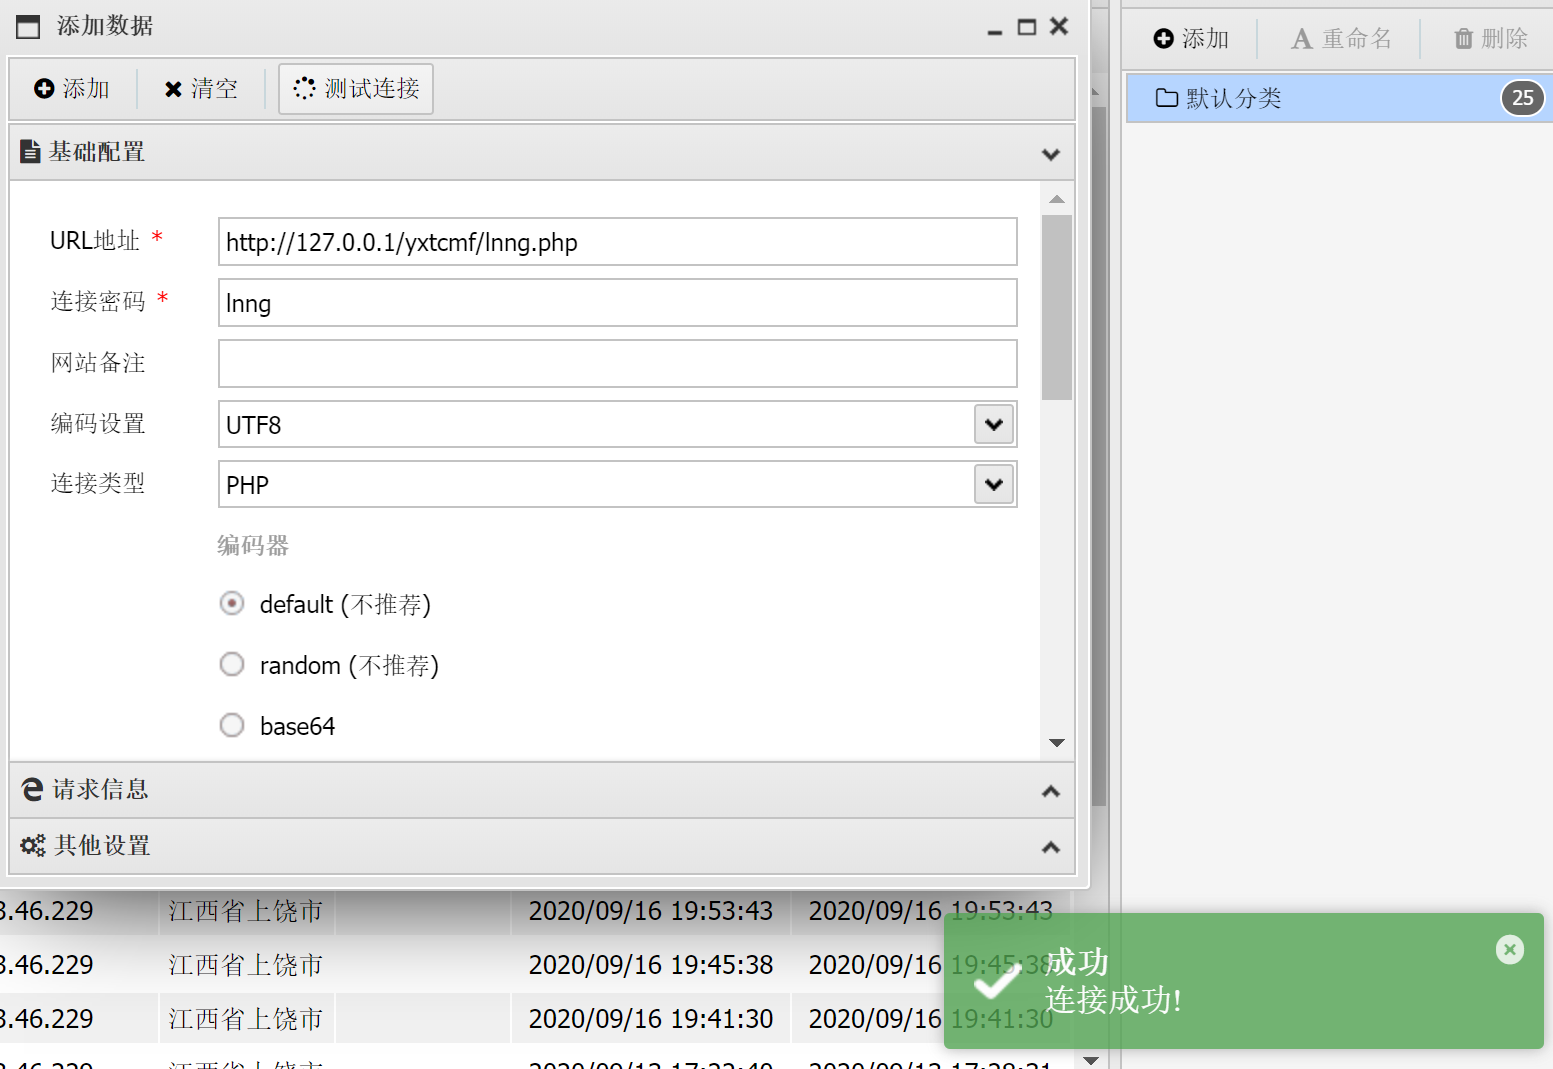 添加数据
添加 清空 测试连接
基础配置
URL地址 *
http://127.0.0.1/yxtcmf/lnng.php
连接密码 *
lnng
网站备注
编码设置
UTF8
连接类型
PHP
编码器
default (不推荐)
random (不推荐)
base64
请求信息
其他设置
添加 重命名 删除
默认分类 25
3.46.229 江西省上饶市 2020/09/16 19:53:43 2020/09/16 19:53:43
3.46.229 江西省上饶市 2020/09/16 19:45:38 2020/09/16 19:45:38
3.46.229 江西省上饶市 2020/09/16 19:41:30 2020/09/16 19:41:30
成功
连接成功!